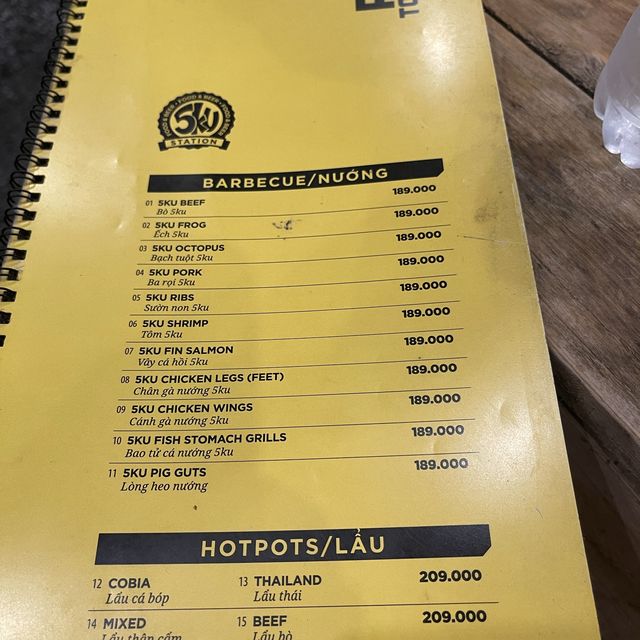 FOOD & BEER
5KU
STATION
BARBECUE/NƯỚNG
01 5KU BEEF 189.000
Bò 5ku
02 5KU FROG 189.000
Ếch 5ku
03 5KU OCTOPUS 189.000
Bạch tuột 5ku
04 5KU PORK 189.000
Ba rọi 5ku
05 5KU RIBS 189.000
Sườn non 5ku
06 5KU SHRIMP 189.000
Tôm 5ku
07 5KU FIN SALMON 189.000
Vây cá hồi 5ku
08 5KU CHICKEN LEGS (FEET) 189.000
Chân gà nướng 5ku
09 5KU CHICKEN WINGS 189.000
Cánh gà nướng 5ku
10 5KU FISH STOMACH GRILLS 189.000
Bao tử cá nướng 5ku
11 5KU PIG GUTS 189.000
Lòng heo nướng
HOTPOTS/LẨU
12 COBIA 13 THAILAND 209.000
Lẩu cá bóp Lẩu thái
14 MIXED 15 BEEF 209.000
Lẩu thập cẩm Lẩu bò